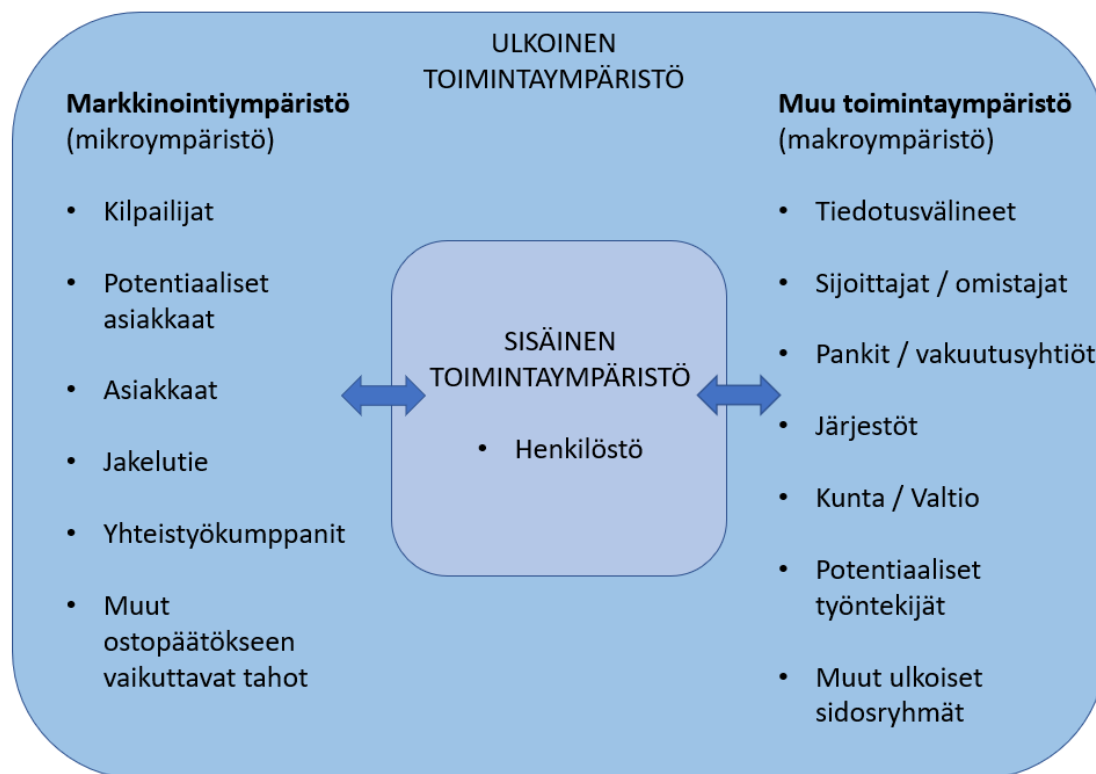 ULKOINEN
TOIMINTAYMPÄRISTÖ
Markkinointiympäristö
(mikroympäristö)
• Kilpailijat
• Potentiaaliset
asiakkaat
• Asiakkaat
• Jakelutie
• Yhteistyökumppanit
• Muut
ostopäätökseen
vaikuttavat tahot
SISÄINEN
TOIMINTAYMPÄRISTÖ
• Henkilöstö
Muu toimintaympäristö
(makroympäristö)
• Tiedotusvälineet
• Sijoittajat / omistajat
• Pankit / vakuutusyhtiöt
• Järjestöt
• Kunta / Valtio
• Potentiaaliset
työntekijät
• Muut ulkoiset
sidosryhmät